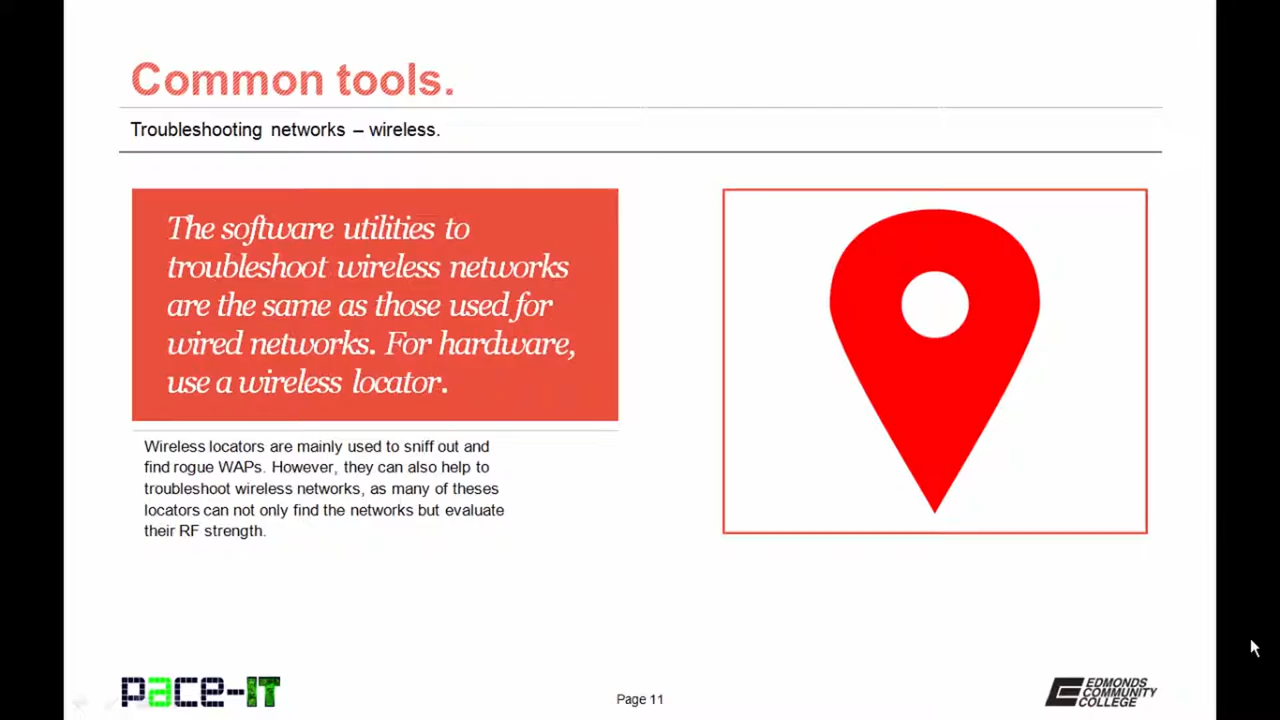 Common tools.
Troubleshooting networks – wireless.
The software utilities to
troubleshoot wireless networks
are the same as those used for
wired networks. For hardware,
use a wireless locator.
Wireless locators are mainly used to sniff out and
find rogue WAPs. However, they can also help to
troubleshoot wireless networks, as many of theses
locators can not only find the networks but evaluate
their RF strength.
pace-IT
Page 11
EDMONDS
COMMUNITY
COLLEGE